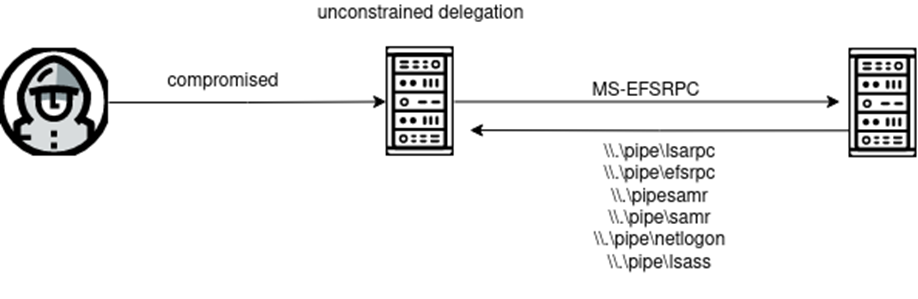 unconstrained delegation
compromised
MS-EFSRPC
\\.\pipe\lsarpc
\\.\pipe\efsrpc
\\.\pipesamr
\\.\pipe\samr
\\.\pipe\netlogon
\\.\pipe\lsass